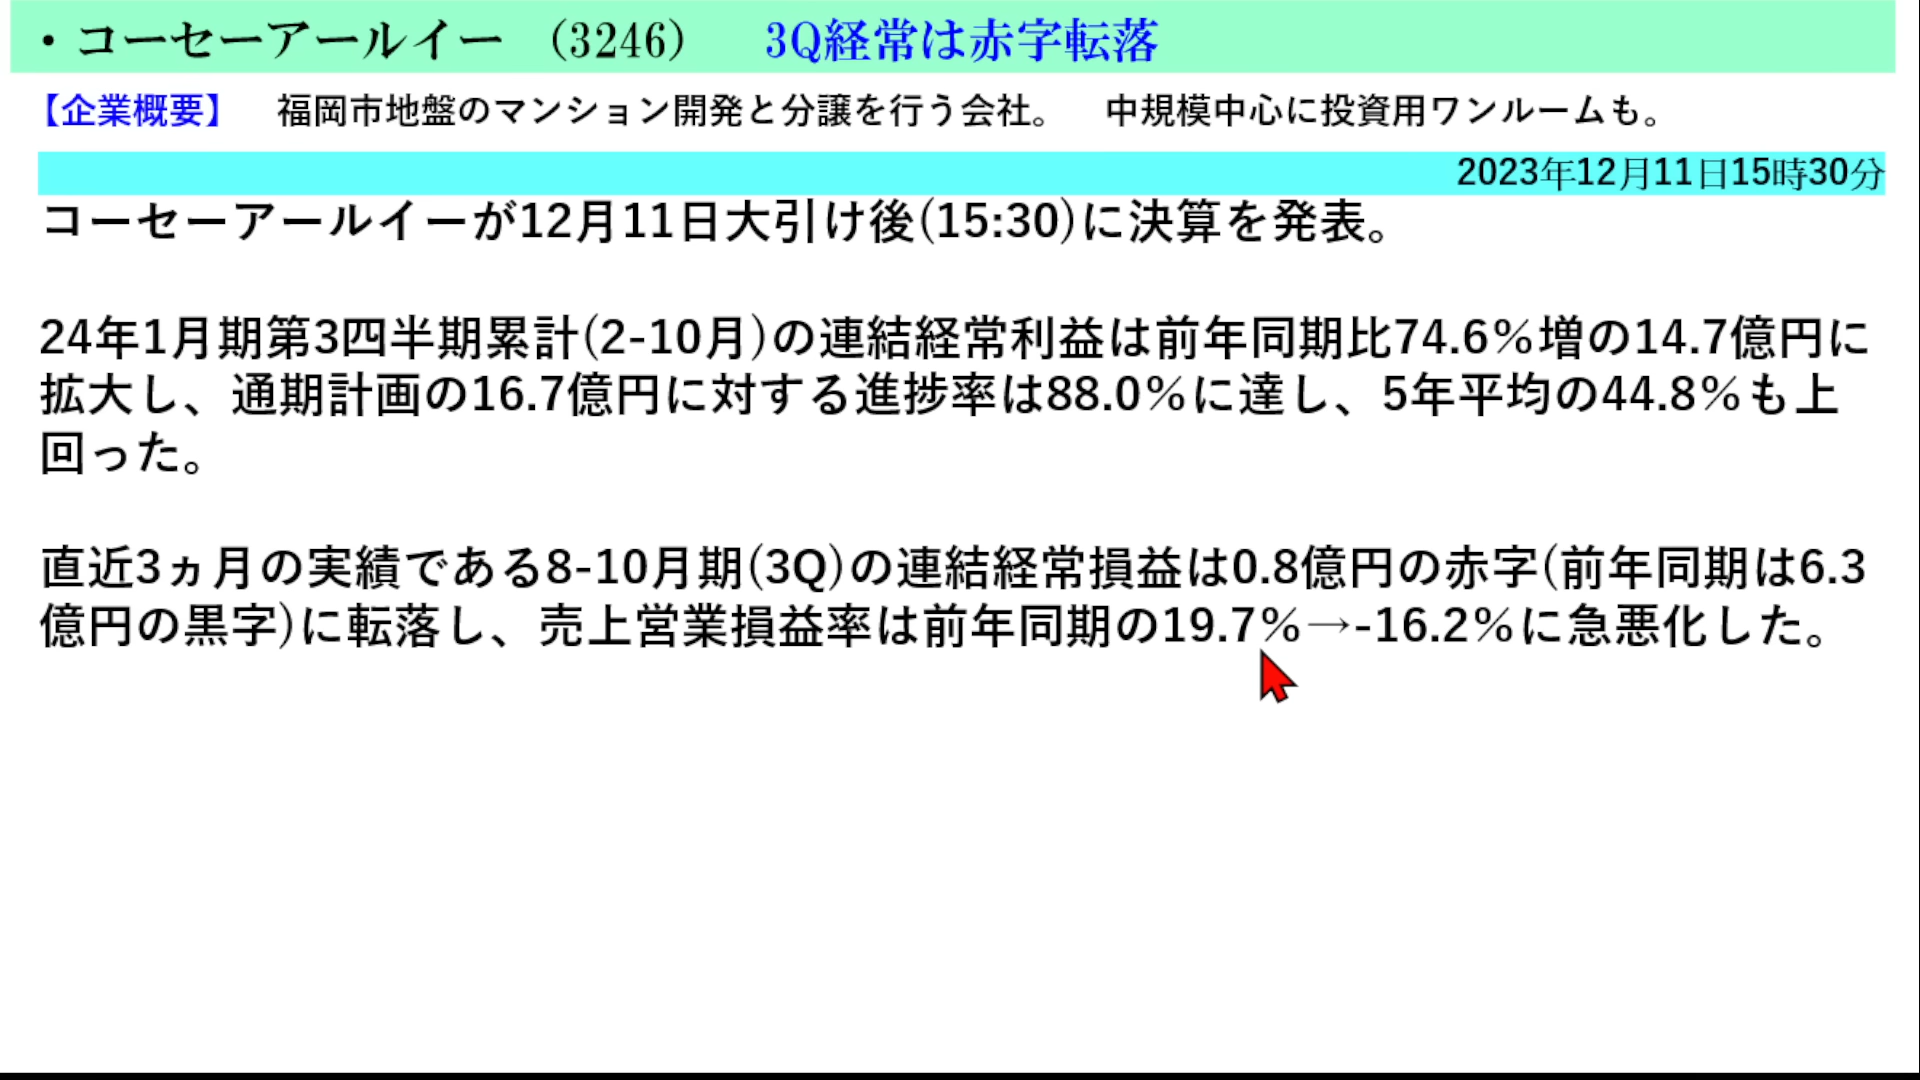 ・コーセーアールイー （3246）　3Q経常は赤字転落
【企業概要】　福岡市地盤のマンション開発と分譲を行う会社。　中規模中心に投資用ワンルームも。
2023年12月11日15時30分
コーセーアールイーが12月11日大引け後(15:30)に決算を発表。
24年1月期第3四半期累計(2-10月)の連結経常利益は前年同期比74.6％増の14.7億円に
拡大し、通期計画の16.7億円に対する進捗率は88.0％に達し、5年平均の44.8％も上
回った。
直近3ヵ月の実績である8-10月期(3Q)の連結経常損益は0.8億円の赤字(前年同期は6.3
億円の黒字)に転落し、売上営業損益率は前年同期の19.7％→-16.2％に急悪化した。